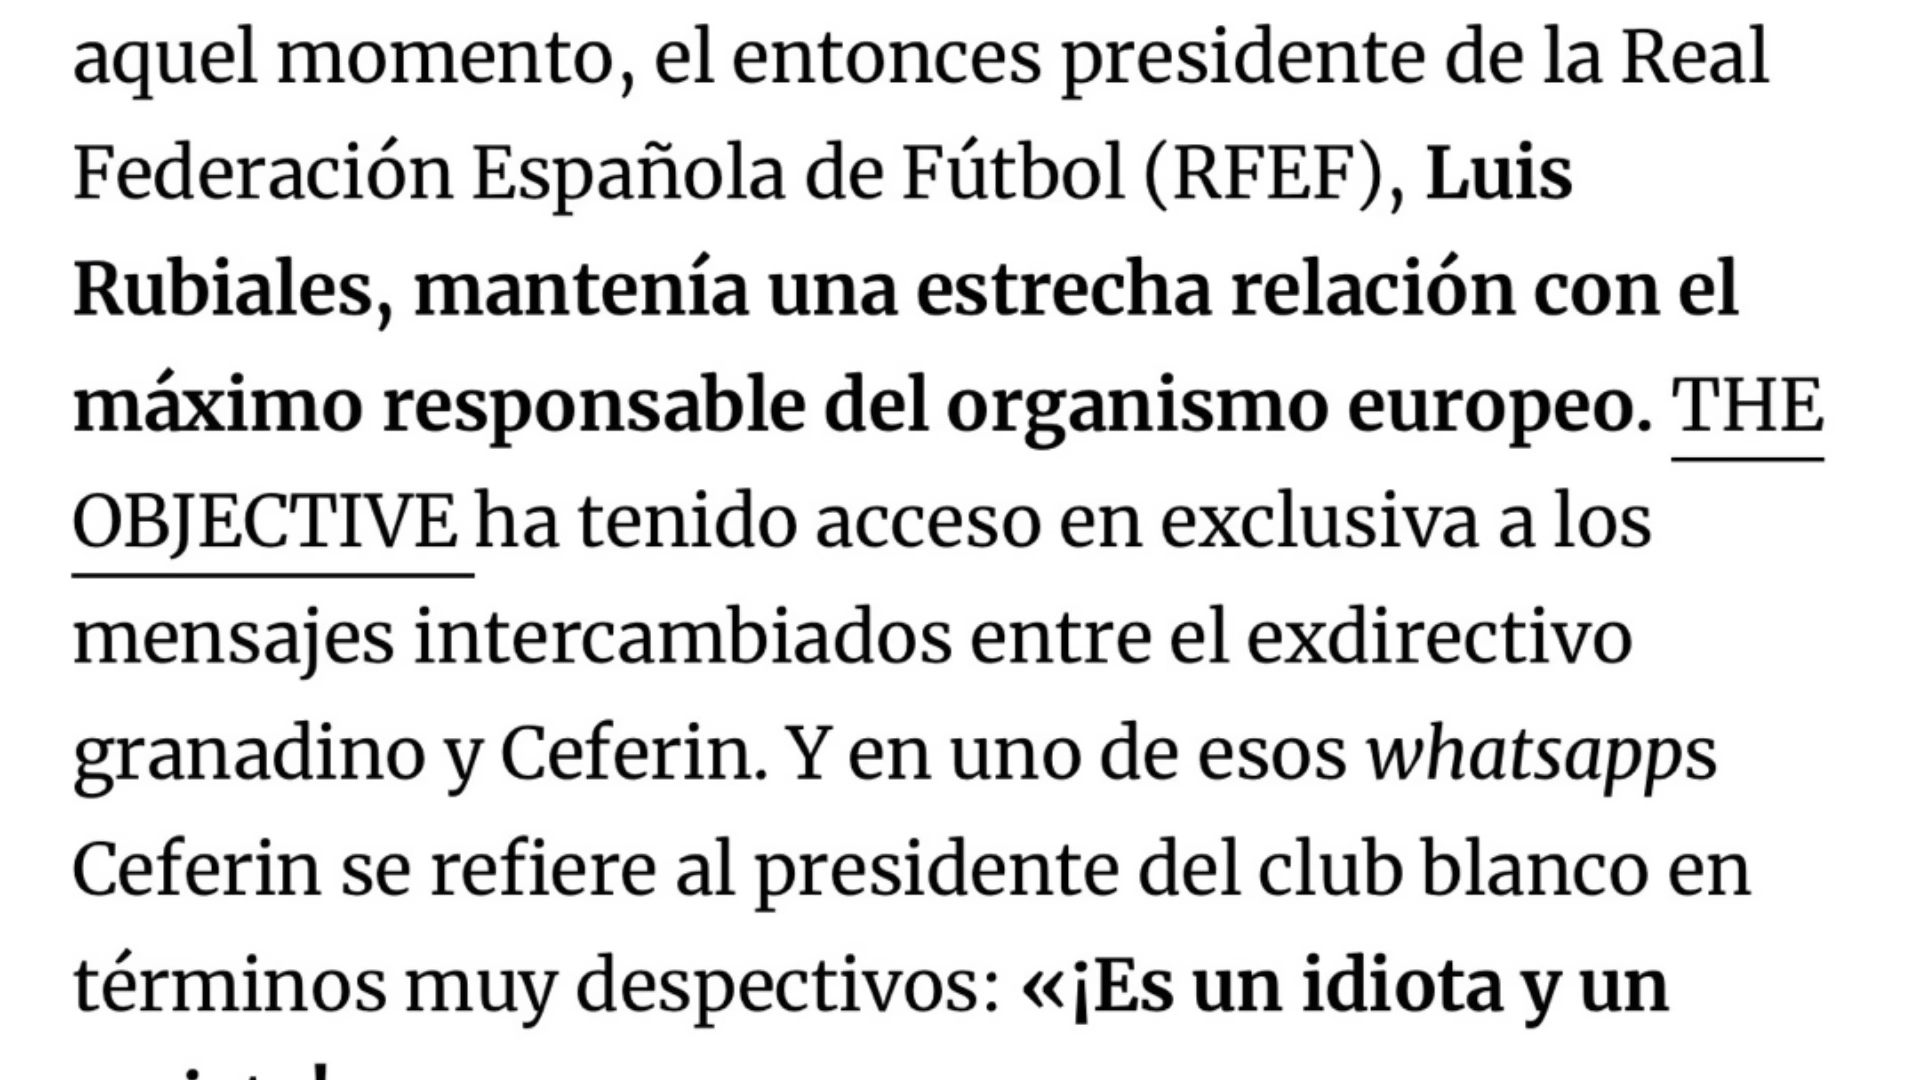 aquel momento, el entonces presidente de la Real
Federación Española de Fútbol (RFEF), Luis
Rubiales, mantenía una estrecha relación con el
máximo responsable del organismo europeo. THE
OBJECTIVE ha tenido acceso en exclusiva a los
mensajes intercambiados entre el exdirectivo
granadino y Ceferin. Y en uno de esos whatsapps
Ceferin se refiere al presidente del club blanco en
términos muy despectivos: «¡Es un idiota y un